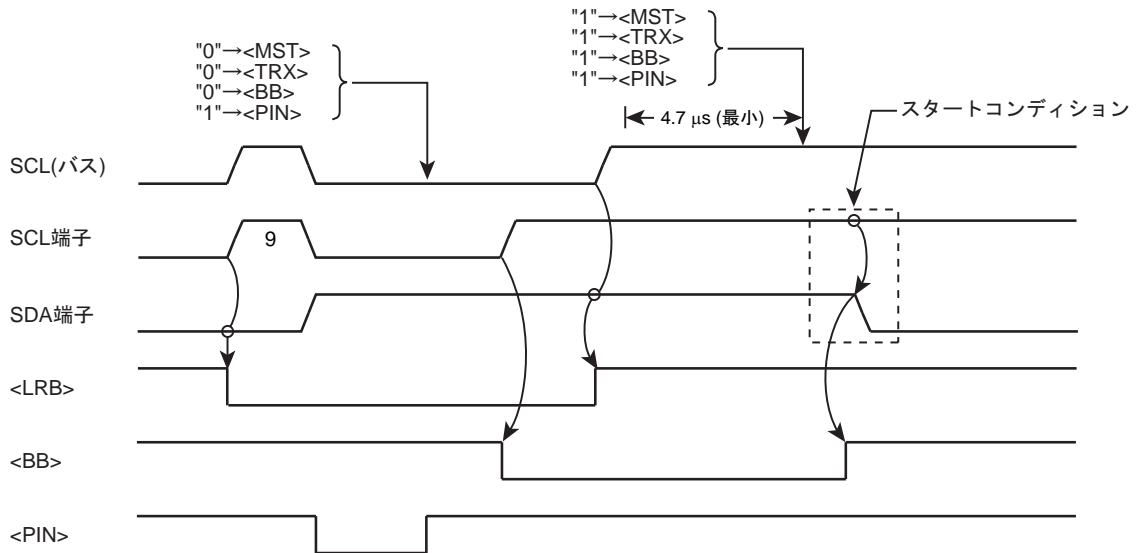 "0"→<MST>
"0"→<TRX>
"0"→<BB>
"1"→<PIN>
"1"→<MST>
"1"→<TRX>
"1"→<BB>
"1"→<PIN>
4.7 μs (最小)
スタートコンディション
SCL(バス)
SCL端子
9
SDA端子
<LRB>
<BB>
<PIN>